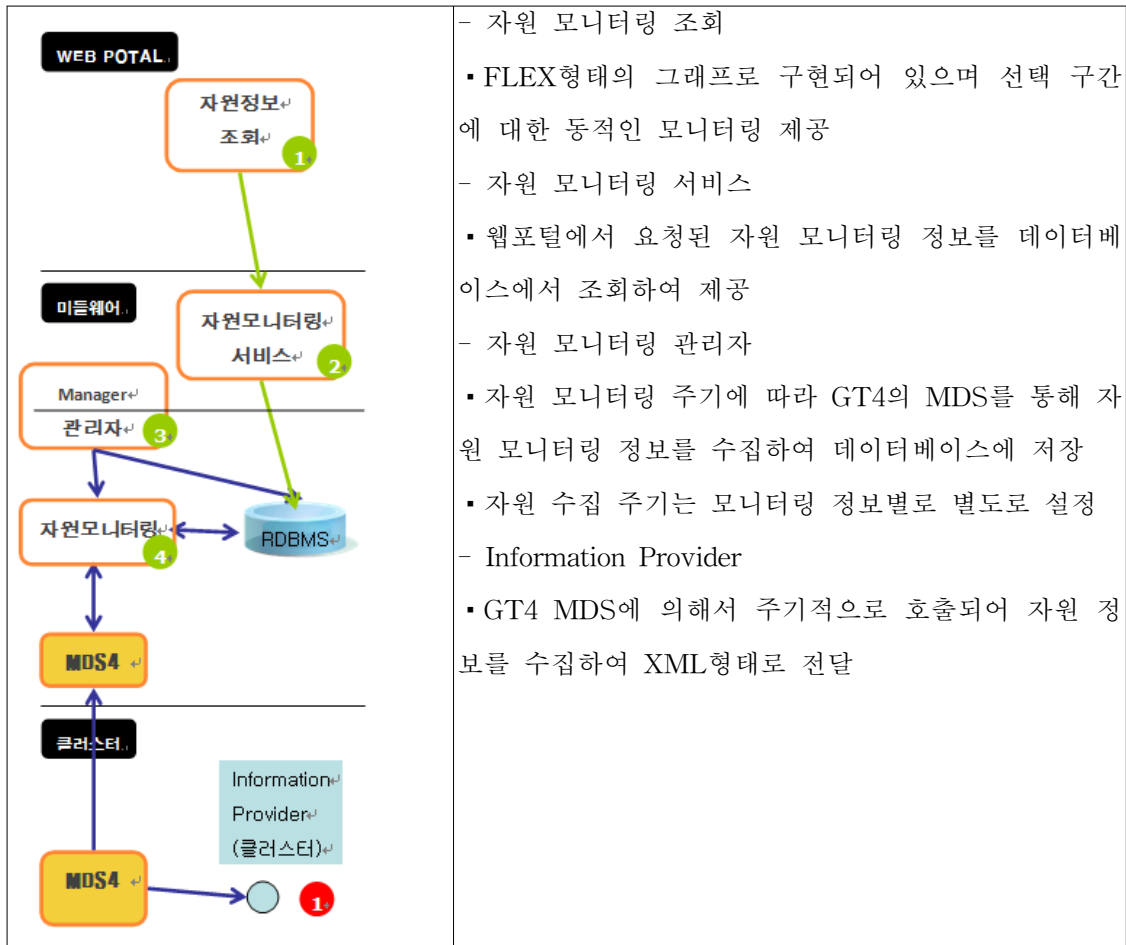 WEB POTAL
자원정보
조회
1
미들웨어
자원모니터링
서비스
2
Manager
관리자
3
자원모니터링
4
RDBMS
MDS4
클러스터
Information
Provider
(클러스터)
MDS4
1
- 자원 모니터링 조회
▪FLEX형태의 그래프로 구현되어 있으며 선택 구간
에 대한 동적인 모니터링 제공
- 자원 모니터링 서비스
▪웹포털에서 요청된 자원 모니터링 정보를 데이터베
이스에서 조회하여 제공
- 자원 모니터링 관리자
▪자원 모니터링 주기에 따라 GT4의 MDS를 통해 자
원 모니터링 정보를 수집하여 데이터베이스에 저장
▪자원 수집 주기는 모니터링 정보별로 별도로 설정
- Information Provider
▪GT4 MDS에 의해서 주기적으로 호출되어 자원 정
보를 수집하여 XML형태로 전달